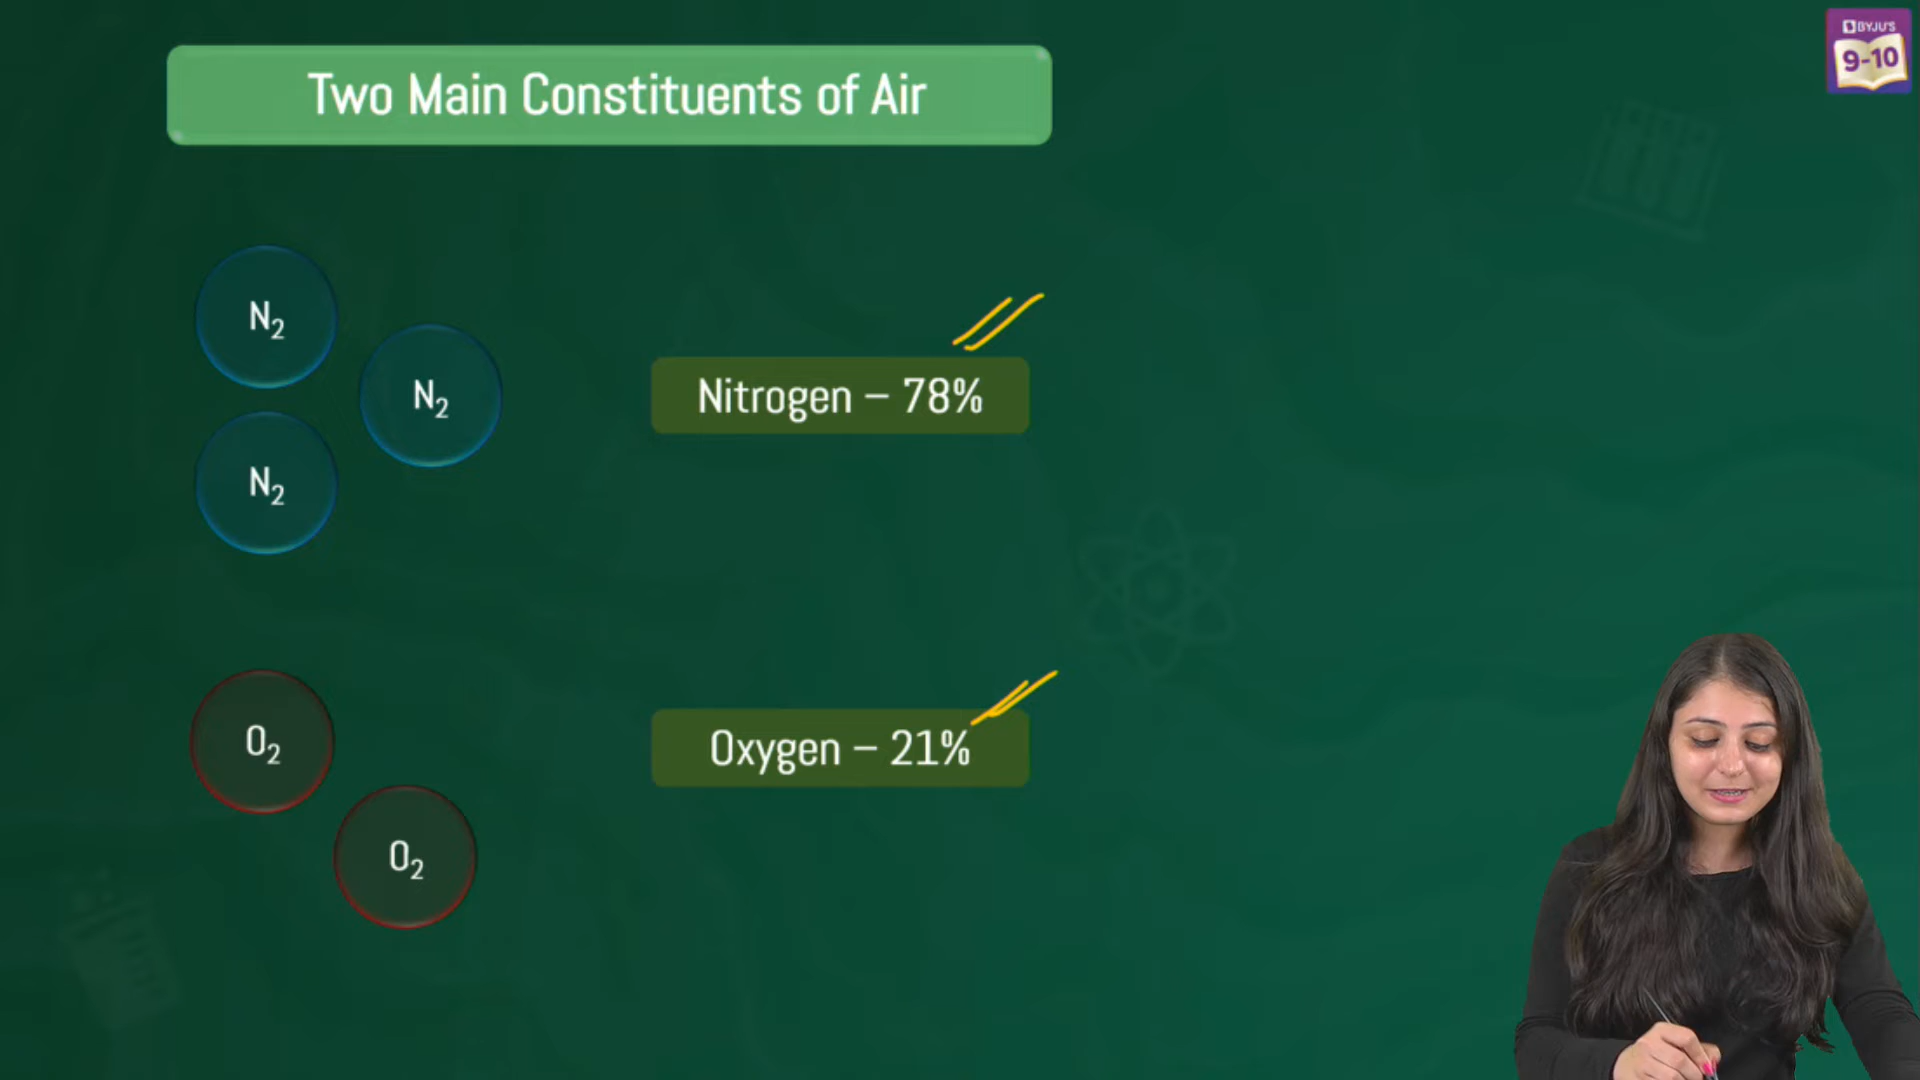 BYJU'S
9-10
Two Main Constituents of Air
N₂
N₂
Nitrogen – 78%
N₂
O₂
Oxygen – 21%
O₂